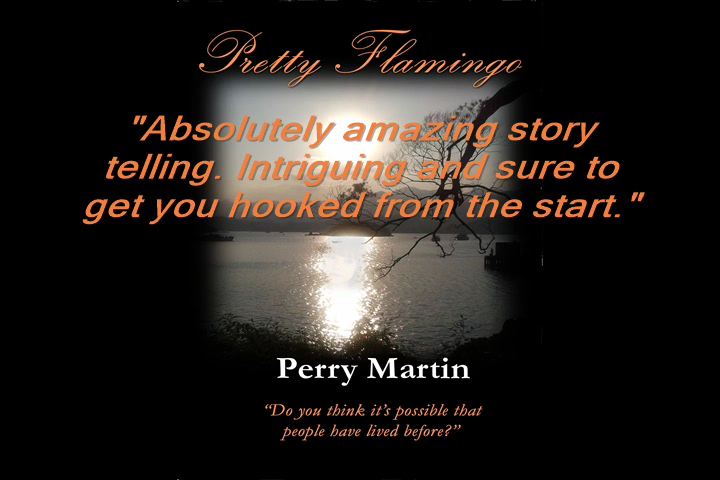 Pretty Flamingo
"Absolutely amazing story
telling. Intriguing and sure to
get you hooked from the start."
Perry Martin
“Do you think it’s possible that
people have lived before?”